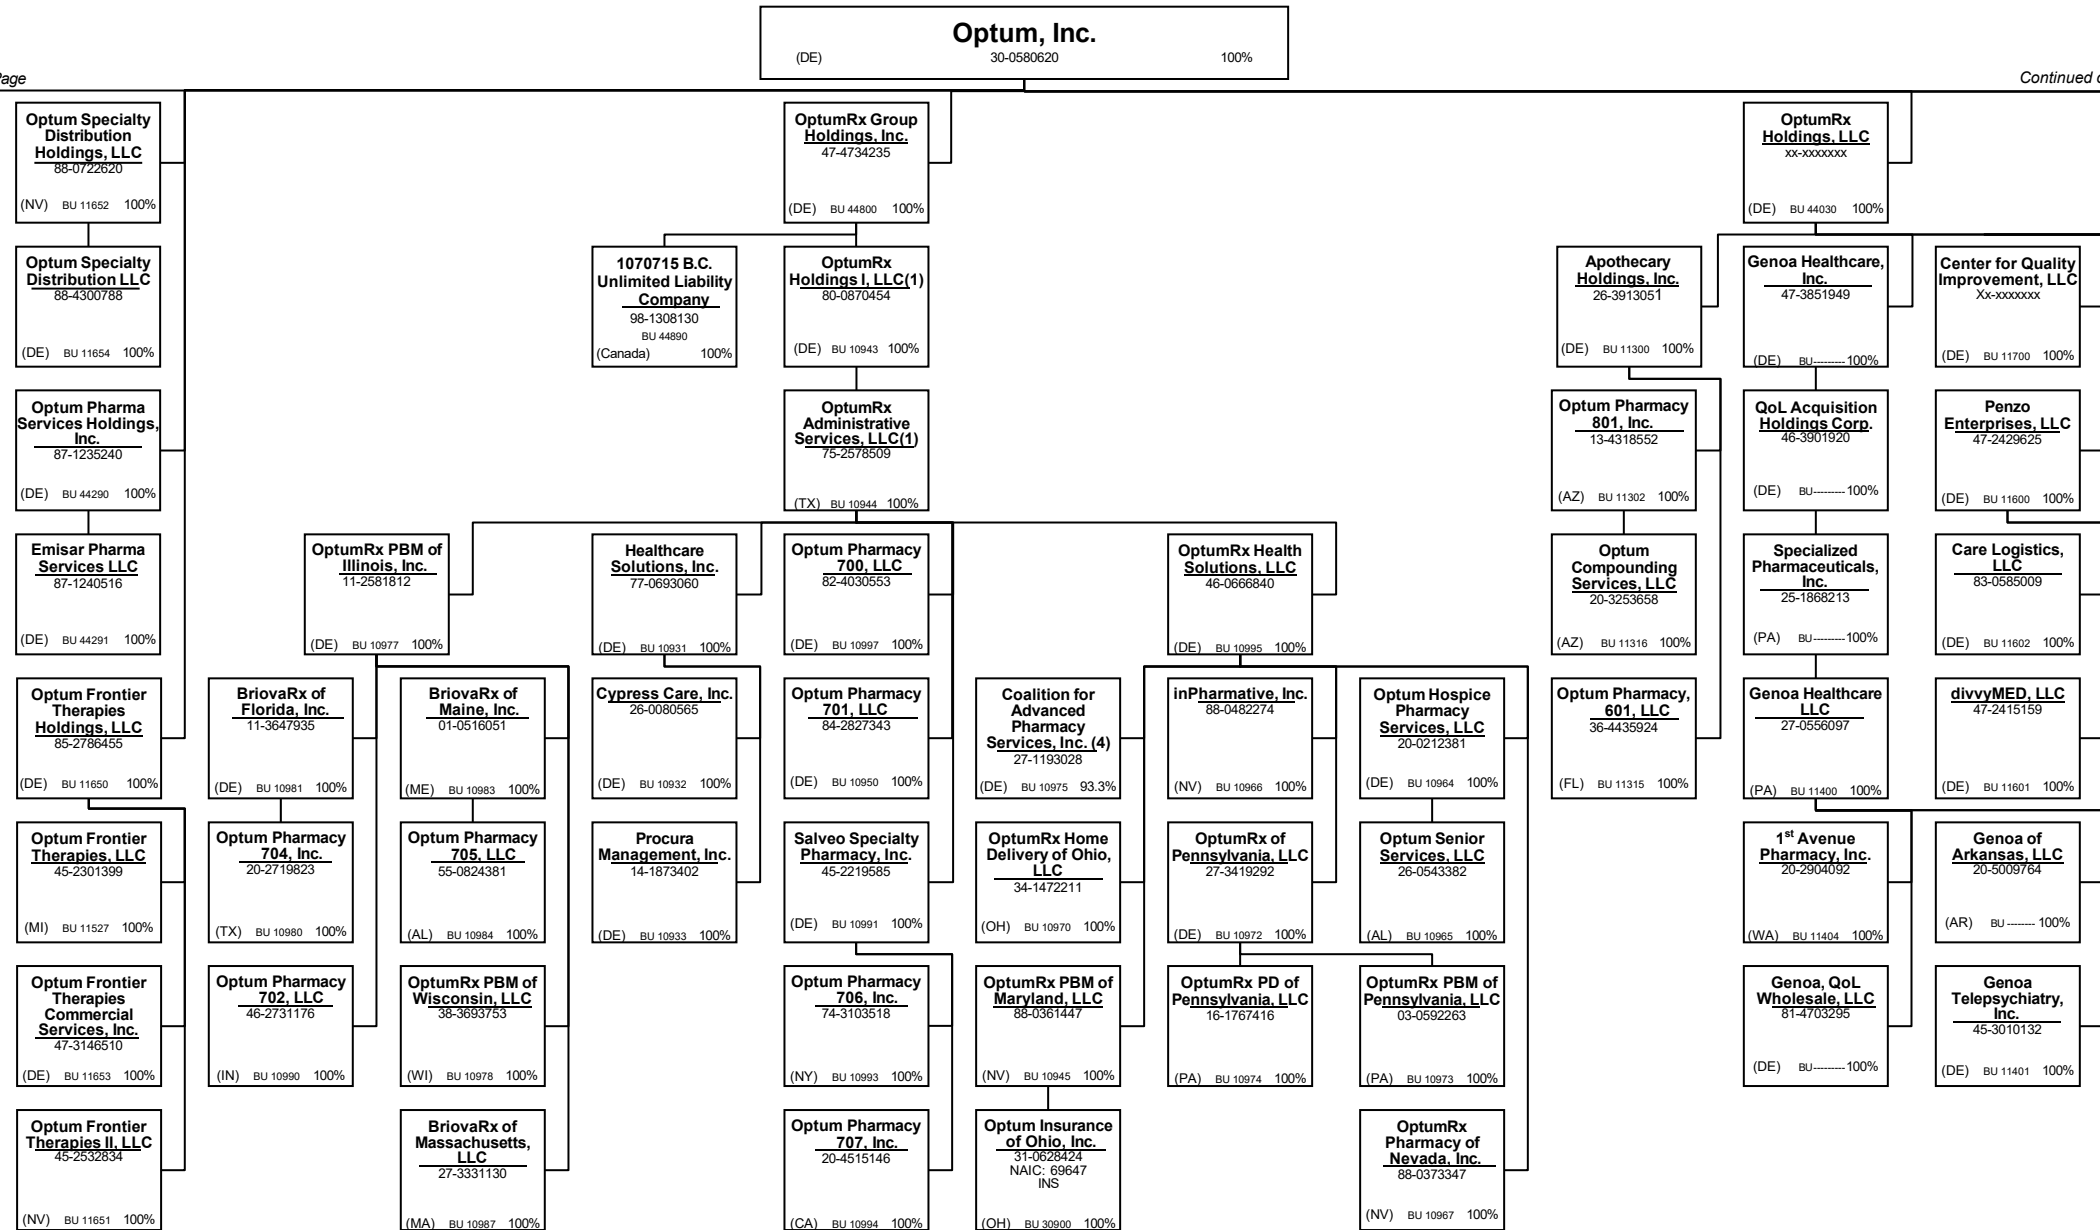 Optum, Inc.
(DE) 30-0580620 100%
Page
Continued o
Optum Specialty
Distribution
Holdings, LLC
88-0722620
(NV) BU 11652 100%
OptumRx Group
Holdings, Inc.
47-4734235
(DE) BU 44800 100%
OptumRx
Holdings, LLC
xx-xxxxxxx
(DE) BU 44030 100%
Optum Specialty
Distribution LLC
88-4300788
(DE) BU 11654 100%
1070715 B.C.
Unlimited Liability
Company
98-1308130
BU 44890
(Canada) 100%
OptumRx
Holdings I, LLC(1)
80-0870454
(DE) BU 10943 100%
Apothecary
Holdings, Inc.
26-3913051
(DE) BU 11300 100%
Genoa Healthcare,
Inc.
47-3851949
(DE) BU--------- 100%
Center for Quality
Improvement, LLC
Xx-xxxxxxx
(DE) BU 11700 100%
Optum Pharma
Services Holdings,
Inc.
87-1235240
(DE) BU 44290 100%
OptumRx
Administrative
Services, LLC(1)
75-2578509
(TX) BU 10944 100%
Optum Pharmacy
801, Inc.
13-4318552
(AZ) BU 11302 100%
QoL Acquisition
Holdings Corp.
46-3901920
(DE) BU--------- 100%
Penzo
Enterprises, LLC
47-2429625
(DE) BU 11600 100%
Emisar Pharma
Services LLC
87-1240516
(DE) BU 44291 100%
OptumRx PBM of
Illinois, Inc.
11-2581812
(DE) BU 10977 100%
Healthcare
Solutions, Inc.
77-0693060
(DE) BU 10931 100%
Optum Pharmacy
700, LLC
82-4030553
(DE) BU 10997 100%
OptumRx Health
Solutions, LLC
46-0666840
(DE) BU 10995 100%
Optum
Compounding
Services, LLC
20-3253658
(AZ) BU 11316 100%
Specialized
Pharmaceuticals,
Inc.
25-1868213
(PA) BU--------- 100%
Care Logistics,
LLC
83-0585009
(DE) BU 11602 100%
Optum Frontier
Therapies
Holdings, LLC
85-2786455
(DE) BU 11650 100%
BriovaRx of
Florida, Inc.
11-3647935
(DE) BU 10981 100%
BriovaRx of
Maine, Inc.
01-0516051
(ME) BU 10983 100%
Cypress Care, Inc.
26-0080565
(DE) BU 10932 100%
Optum Pharmacy
701, LLC
84-2827343
(DE) BU 10950 100%
Coalition for
Advanced
Pharmacy
Services, Inc. (4)
27-1193028
(DE) BU 10975 93.3%
inPharmative, Inc.
88-0482274
(NV) BU 10966 100%
Optum Hospice
Pharmacy
Services, LLC
20-0212381
(DE) BU 10964 100%
Optum Pharmacy,
601, LLC
36-4435924
(FL) BU 11315 100%
Genoa Healthcare
LLC
27-0556097
(PA) BU 11400 100%
divvyMED, LLC
47-2415159
(DE) BU 11601 100%
Optum Frontier
Therapies, LLC
45-2301399
(MI) BU 11527 100%
Optum Pharmacy
704, Inc.
20-2719823
(TX) BU 10980 100%
Optum Pharmacy
705, LLC
55-0824381
(AL) BU 10984 100%
Procura
Management, Inc.
14-1873402
(DE) BU 10933 100%
Salveo Specialty
Pharmacy, Inc.
45-2219585
(DE) BU 10991 100%
OptumRx Home
Delivery of Ohio,
LLC
34-1472211
(OH) BU 10970 100%
OptumRx of
Pennsylvania, LLC
27-3419292
(DE) BU 10972 100%
Optum Senior
Services, LLC
26-0543382
(AL) BU 10965 100%
1st Avenue
Pharmacy, Inc.
20-2904092
(WA) BU 11404 100%
Genoa of
Arkansas, LLC
20-5009764
(AR) BU -------- 100%
Optum Frontier
Therapies
Commercial
Services, Inc.
47-3146510
(DE) BU 11653 100%
Optum Pharmacy
702, LLC
46-2731176
(IN) BU 10990 100%
OptumRx PBM of
Wisconsin, LLC
38-3693753
(WI) BU 10978 100%
Optum Pharmacy
706, Inc.
74-3103518
(NY) BU 10993 100%
OptumRx PBM of
Maryland, LLC
88-0361447
(NV) BU 10945 100%
OptumRx PD of
Pennsylvania, LLC
16-1767416
(PA) BU 10974 100%
OptumRx PBM of
Pennsylvania, LLC
03-0592263
(PA) BU 10973 100%
Genoa, QoL
Wholesale, LLC
81-4703295
(DE) BU--------- 100%
Genoa
Telepsychiatry,
Inc.
45-3010132
(DE) BU 11401 100%
Optum Frontier
Therapies II, LLC
45-2532834
(NV) BU 11651 100%
BriovaRx of
Massachusetts,
LLC
27-3331130
(MA) BU 10987 100%
Optum Pharmacy
707, Inc.
20-4515146
(CA) BU 10994 100%
Optum Insurance
of Ohio, Inc.
31-0628424
NAIC: 69647
INS
(OH) BU 30900 100%
OptumRx
Pharmacy of
Nevada, Inc.
88-0373347
(NV) BU 10967 100%